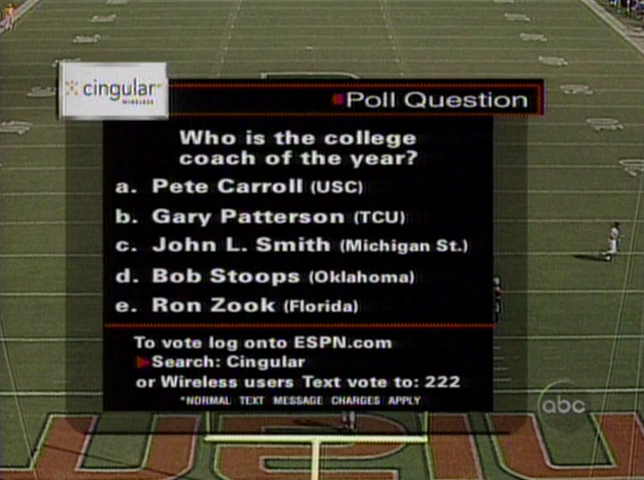 cingular
WIRELESS
Poll Question
Who is the college
coach of the year?
a. Pete Carroll (USC)
b. Gary Patterson (TCU)
c. John L. Smith (Michigan St.)
d. Bob Stoops (Oklahoma)
e. Ron Zook (Florida)
To vote log onto ESPN.com
Search: Cingular
or Wireless users Text vote to: 222
*NORMAL TEXT MESSAGE CHARGES APPLY
abc